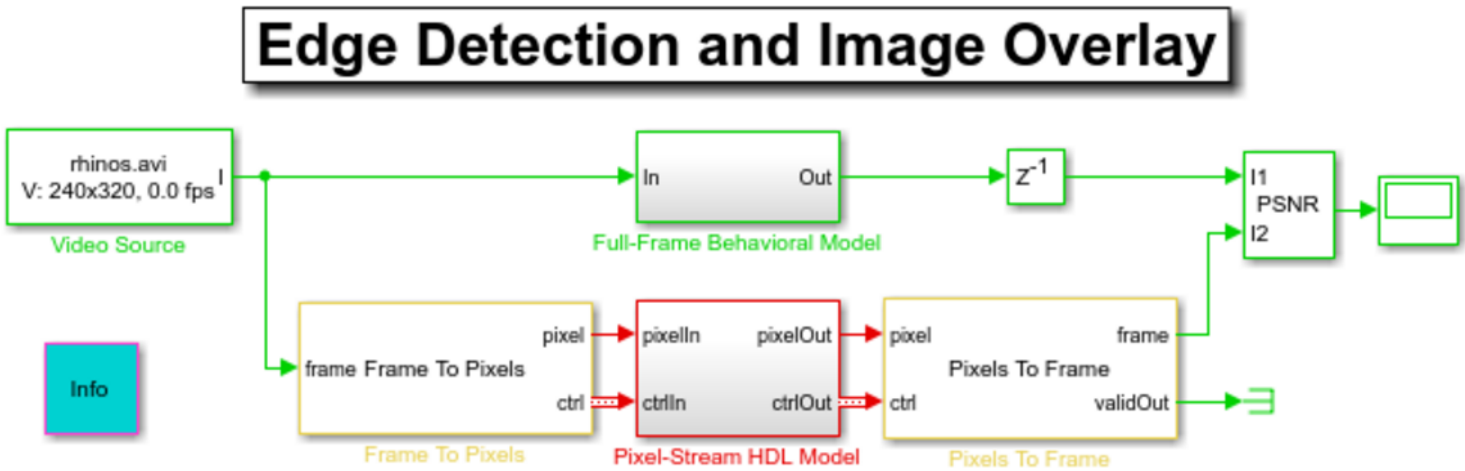 Edge Detection and Image Overlay
rhinos.avi
V: 240x320, 0.0 fps
I
Video Source
In
Out
Full-Frame Behavioral Model
Z-1
I1
PSNR
I2
Info
frame
Frame To Pixels
pixel
ctrl
Frame To Pixels
pixelIn
pixelOut
ctrlIn
ctrlOut
Pixel-Stream HDL Model
pixel
ctrl
Pixels To Frame
frame
validOut
Pixels To Frame